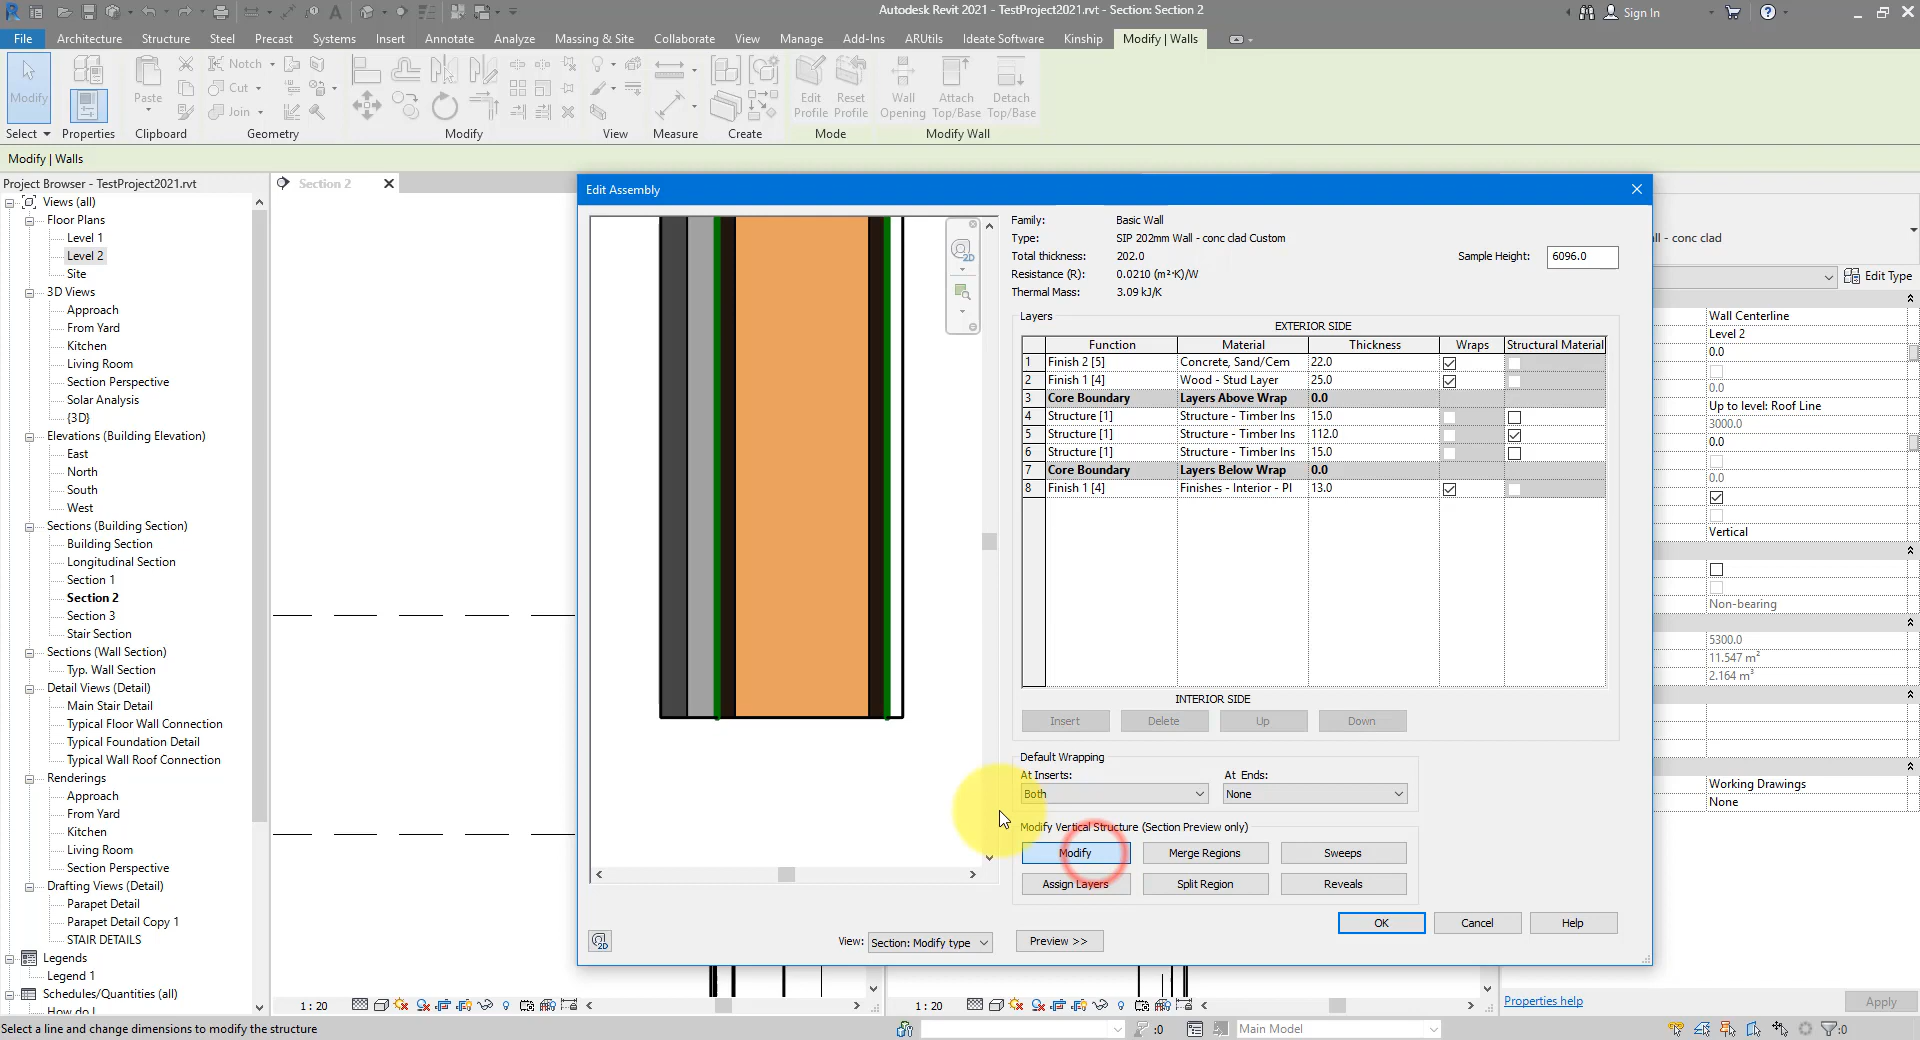 Autodesk Revit 2021 - TestProject2021.rvt - Section: Section 2
Sign In
File Architecture Structure Steel Precast Systems Insert Annotate Analyze Massing & Site Collaborate View Manage Add-Ins ARUtils Ideate Software Kinship Modify | Walls
Modify
Paste
Notch
Cut
Join
Edit Profile
Reset Profile
Wall Opening
Attach Top/Base
Detach Top/Base
Select Properties Clipboard Geometry Modify View Measure Create Mode Modify Wall
Modify | Walls
Project Browser - TestProject2021.rvt
Views (all)
Floor Plans
Level 1
Level 2
Site
3D Views
Approach
From Yard
Kitchen
Living Room
Section Perspective
Solar Analysis
{3D}
Elevations (Building Elevation)
East
North
South
West
Sections (Building Section)
Building Section
Longitudinal Section
Section 1
Section 2
Section 3
Stair Section
Sections (Wall Section)
Typ. Wall Section
Detail Views (Detail)
Main Stair Detail
Typical Floor Wall Connection
Typical Foundation Detail
Typical Wall Roof Connection
Renderings
Approach
From Yard
Kitchen
Living Room
Section Perspective
Drafting Views (Detail)
Parapet Detail
Parapet Detail Copy 1
STAIR DETAILS
Legends
Legend 1
Schedules/Quantities (all)
How do I
Section 2
Edit Assembly
2D
Family: Basic Wall
Type: SIP 202mm Wall - conc clad Custom
Total thickness: 202.0 Sample Height: 6096.0
Resistance (R): 0.0210 (m²·K)/W
Thermal Mass: 3.09 kJ/K
Layers
EXTERIOR SIDE
Function Material Thickness Wraps Structural Material
1 Finish 2 [5] Concrete, Sand/Cem 22.0
2 Finish 1 [4] Wood - Stud Layer 25.0
3 Core Boundary Layers Above Wrap 0.0
4 Structure [1] Structure - Timber Ins 15.0
5 Structure [1] Structure - Timber Ins 112.0
6 Structure [1] Structure - Timber Ins 15.0
7 Core Boundary Layers Below Wrap 0.0
8 Finish 1 [4] Finishes - Interior - Pl 13.0
INTERIOR SIDE
Insert Delete Up Down
Default Wrapping
At Inserts: At Ends:
Both None
Modify Vertical Structure (Section Preview only)
Modify Merge Regions Sweeps
Assign Layers Split Region Reveals
OK Cancel Help
2D
View: Section: Modify type Preview >>
ll - conc clad
Edit Type
Wall Centerline
Level 2
0.0
0.0
0.0
Up to level: Roof Line
3000.0
0.0
0.0
Vertical
Non-bearing
5300.0
11.547 m²
2.164 m³
Working Drawings
None
Properties help Apply
1 : 20
1 : 20
Select a line and change dimensions to modify the structure
:0
Main Model
:0